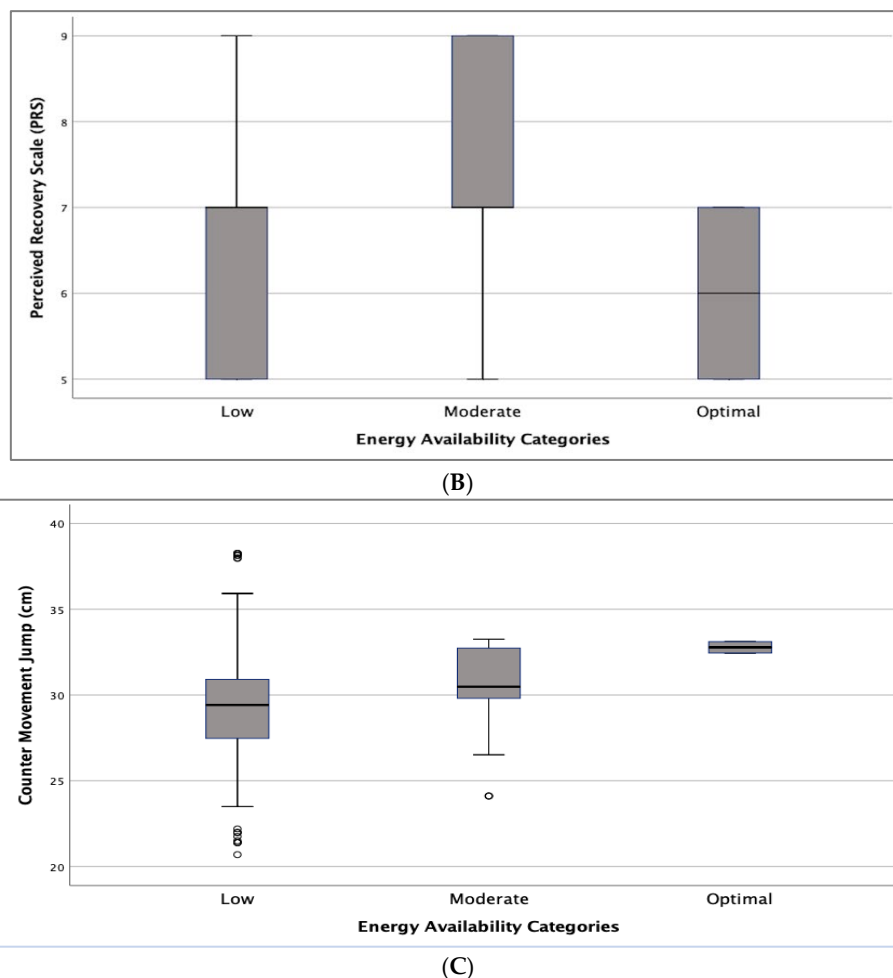 Perceived Recovery Scale (PRS)
9
8
7
6
5
Low Moderate Optimal
Energy Availability Categories
(B)
Counter Movement Jump (cm)
40
35
30
25
20
Low Moderate Optimal
Energy Availability Categories
(C)